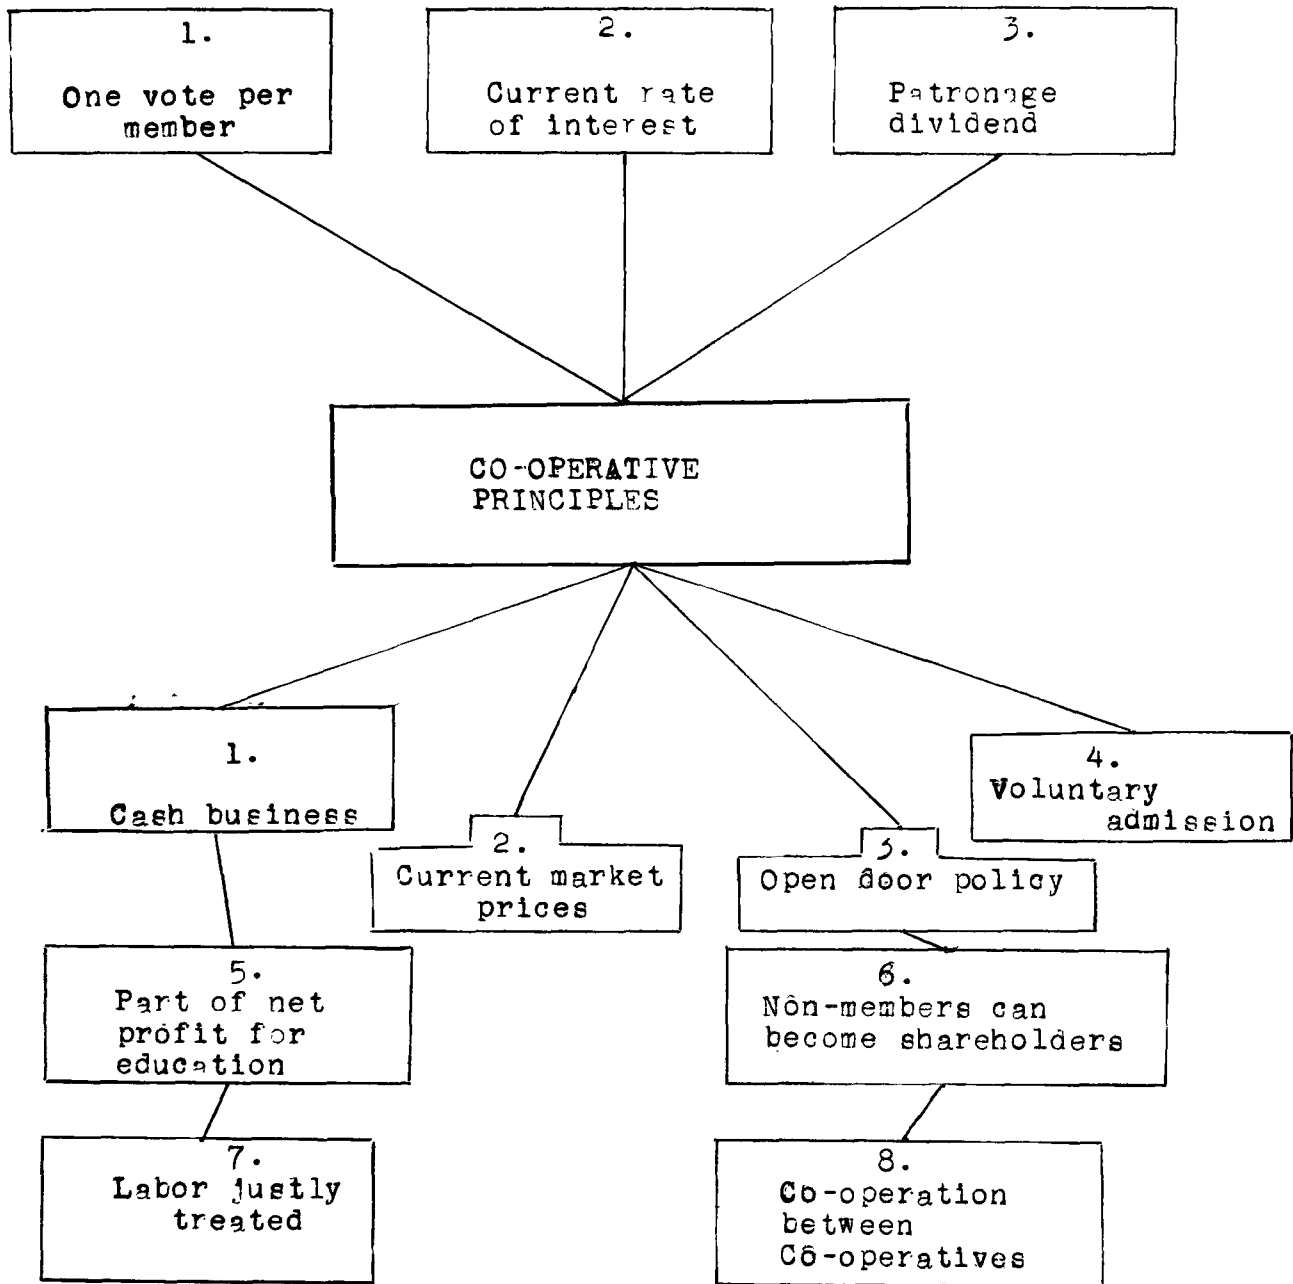 1.
One vote per
member
2.
Current rate
of interest
3.
Patronage
dividend
CO-OPERATIVE
PRINCIPLES
1.
Cash business
2.
Current market
prices
3.
Open door policy
4.
Voluntary
admission
5.
Part of net
profit for
education
6.
Non-members can
become shareholders
7.
Labor justly
treated
8.
Co-operation
between
Co-operatives